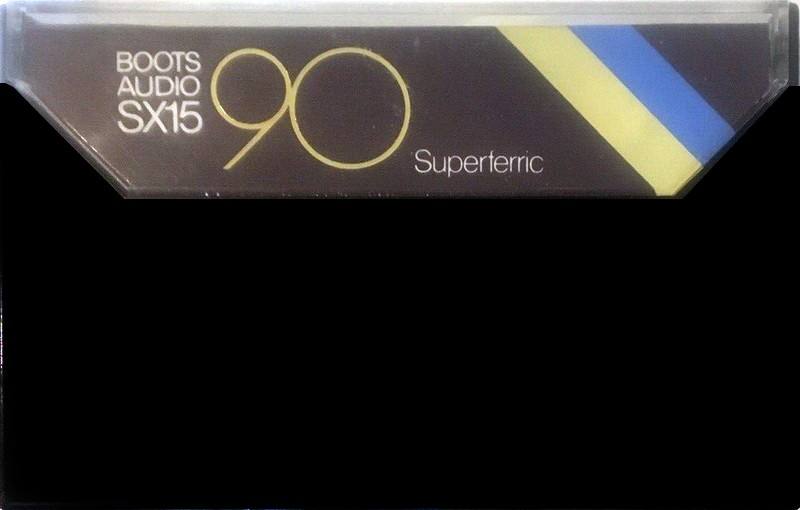 BOOTS
AUDIO
SX15
90
Superferric